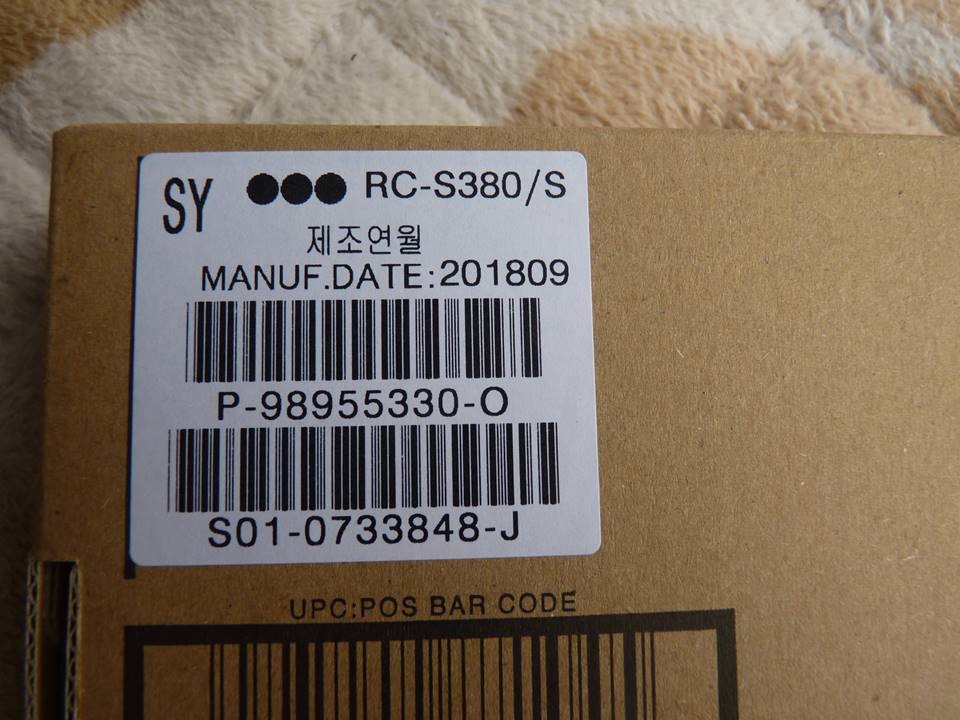 SY ●●● RC-S380/S
제조연월
MANUF.DATE:201809
P-98955330-O
S01-0733848-J
UPC:POS BAR CODE